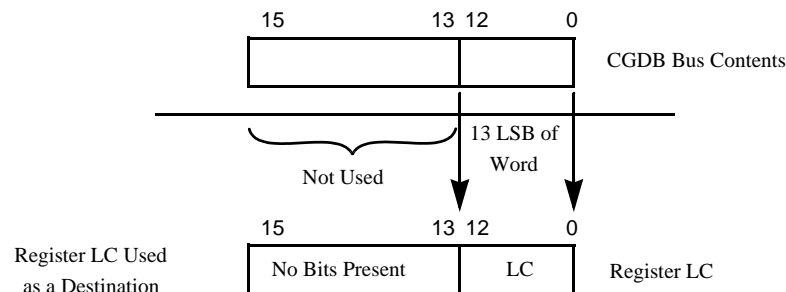 15 13 12 0
CGDB Bus Contents
13 LSB of
Word
Not Used
15 13 12 0
Register LC Used
as a Destination
No Bits Present LC Register LC